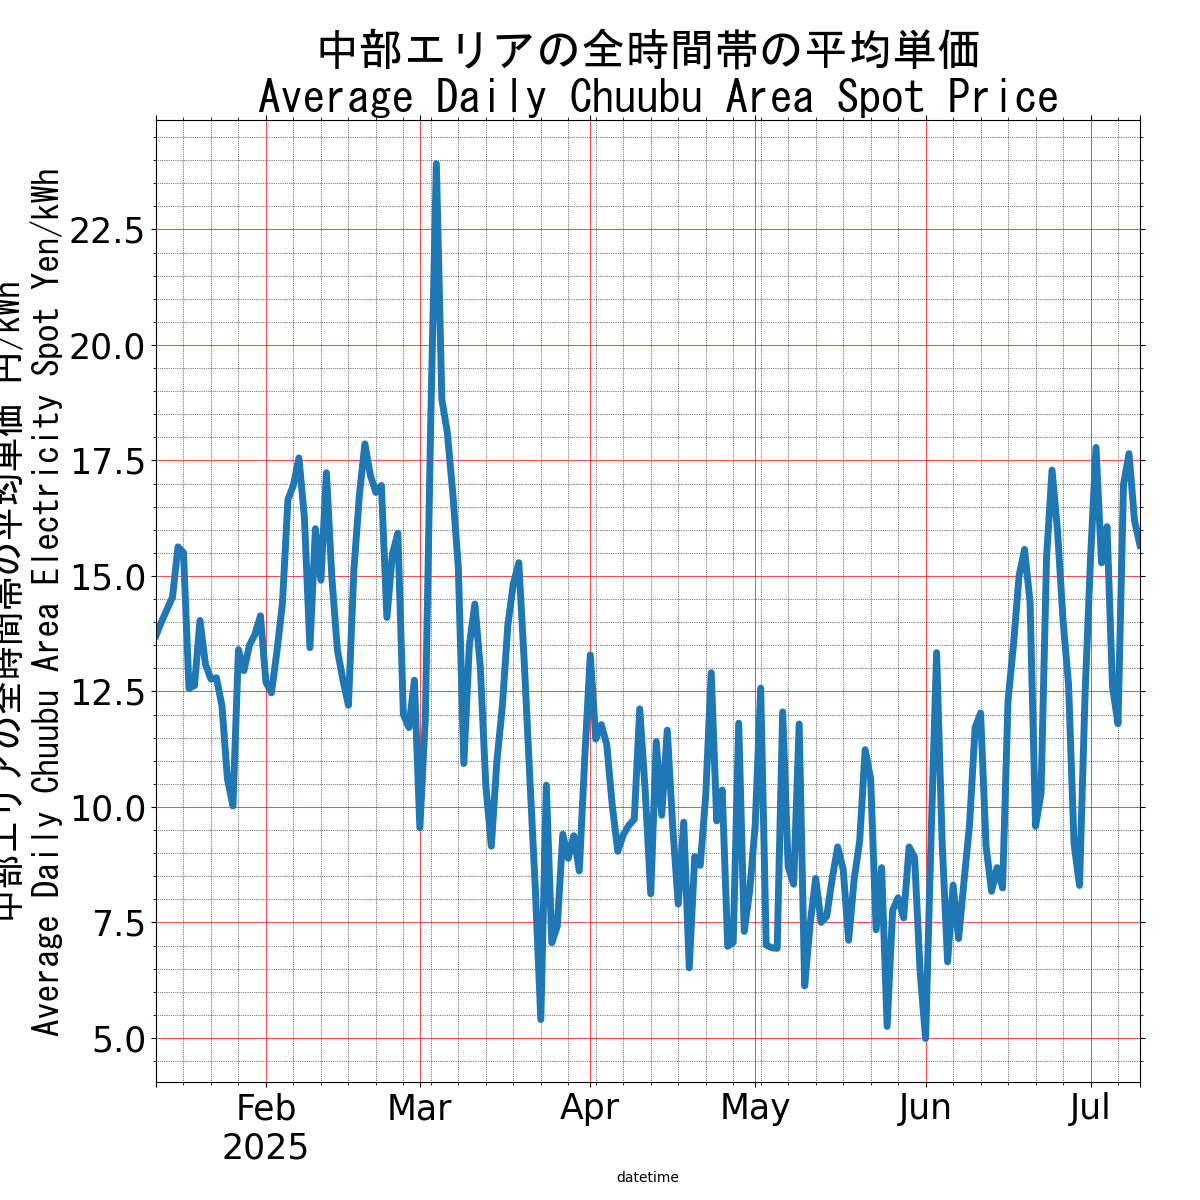 中部エリアの全時間帯の平均単価
Average Daily Chuubu Area Spot Price
中部エリアの全時間帯の平均単価 円/kWh
Average Daily Chuubu Area Electricity Spot Yen/kWh
22.5
20.0
17.5
15.0
12.5
10.0
7.5
5.0
Feb
2025
Mar
Apr
May
Jun
Jul
datetime